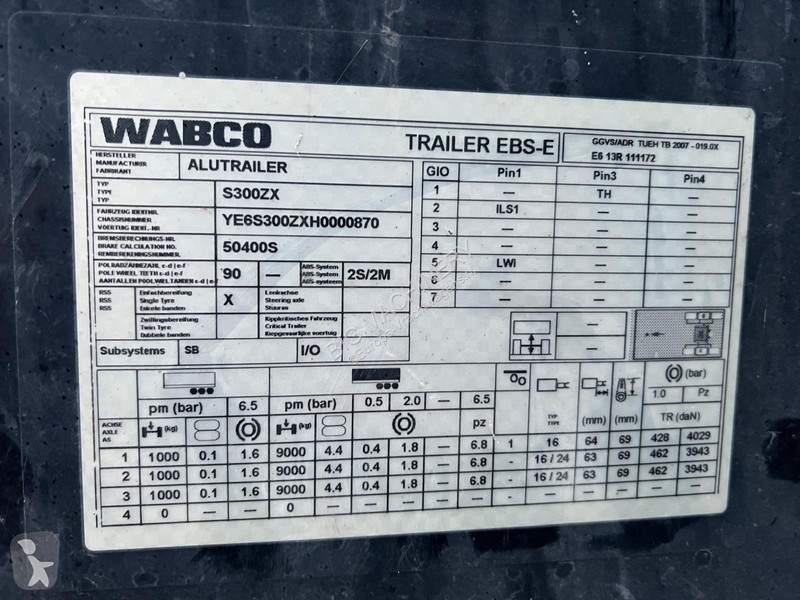 WABCO
TRAILER EBS-E
GGVS/ADR TUEH TB 2007 - 019.0X
E6 13R 111172
HERSTELLER
MANUFACTURER
FABRIKANT
ALUTRAILER
TYP
TYPE
TYPE
S300ZX
FAHRZEUG IDENTNR.
CHASSISNUMMER
VOERTUIG IDENT.-NR
YE6S300ZXH0000870
BREMSBERECHNUNGS-NR.
BRAKE CALCULATION NO.
REMBEREKENINGSNUMMER.
50400S
POLRADZÄHNEZAHL c-d | e-f
POLE WHEEL TEETH c-d | e-f
AANTALLEN POOLWELTANDEN c-d | e-f
90 —
ABS-System
ABS-System
ABS-systeem
2S/2M
RSS Einfachbereifung
RSS Single Tyre
RSS Enkele banden
X
Lenkachse
Steering axle
Stuuras
Zwillingsbereifung
Twin Tyre
Dubbele banden
Kippkritisches Fahrzeug
Critical Trailer
Kiepgevaarlijke voertuig
Subsystems SB I/O
GIO Pin1 Pin3 Pin4
1 — TH —
2 ILS1 — —
3 — — —
4 — — —
5 LWI — —
6 — — —
7 — — —
—
—
pm (bar) 6.5 pm (bar) 0.5 2.0 — 6.5 (bar)
1.0 Pz
ACHSE
AXLE
AS
(kg) (kg) pz TYP
TYPE (mm) (mm) TR (daN)
1 1000 0.1 1.6 9000 4.4 0.4 1.8 — 6.8 1 16 64 69 428 4029
2 1000 0.1 1.6 9000 4.4 0.4 1.8 — 6.8 - 16 / 24 63 69 462 3943
3 1000 0.1 1.6 9000 4.4 0.4 1.8 — 6.8 - 16 / 24 63 69 462 3943
4 0 — — 0 — — — — — - — — — — —